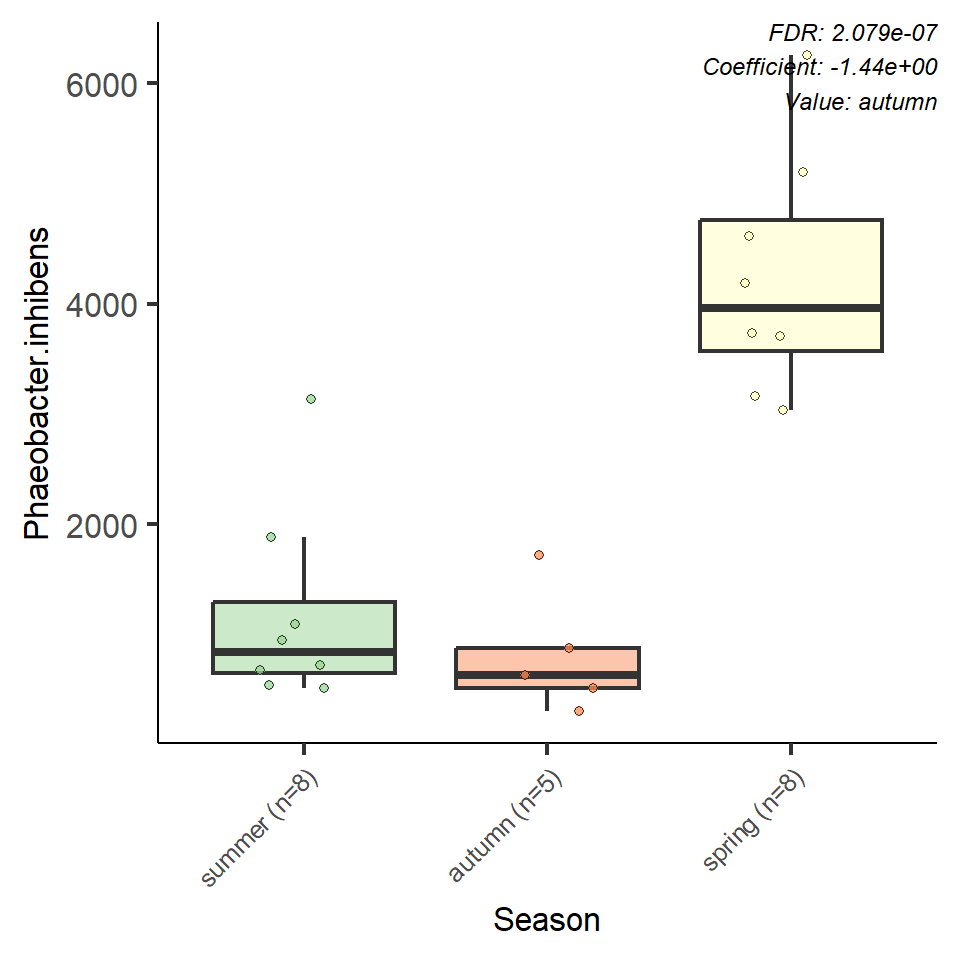 FDR: 2.079e-07
Coefficient: -1.44e+00
Value: autumn
6000
4000
2000
Phaeobacter.inhibens
summer (n=8)
autumn (n=5)
spring (n=8)
Season